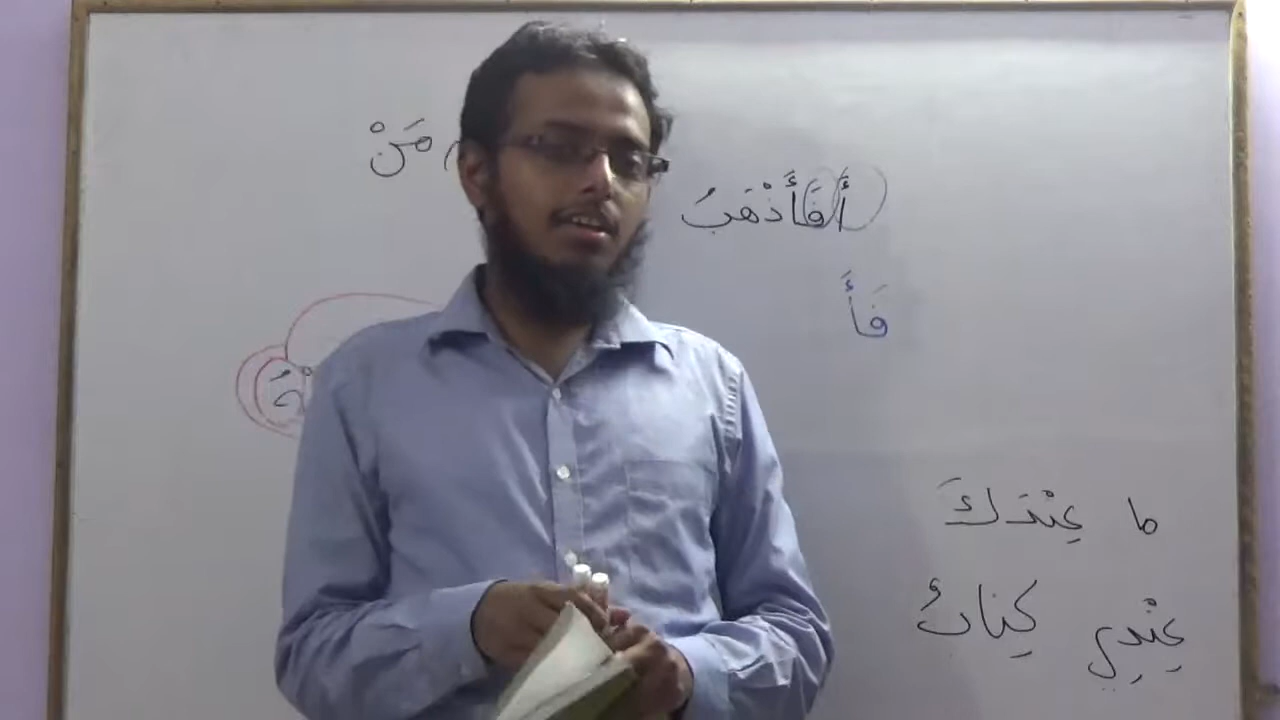 مَنْ
أَفَأَذْهَبُ
فَأَ
ما عِنْدَكَ
عِنْدِي كِتَابٌ